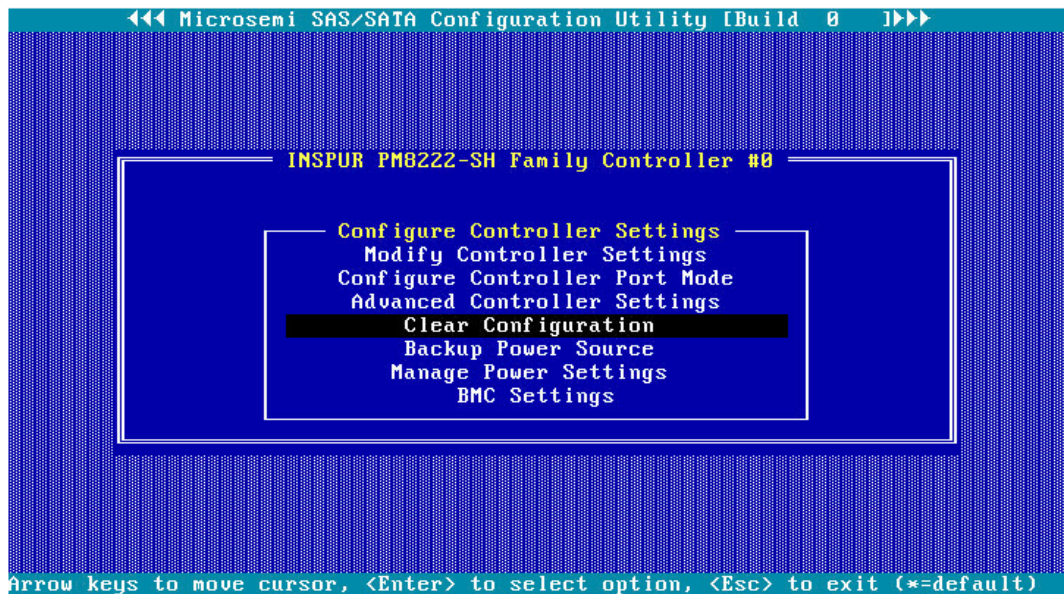 Microsemi SAS/SATA Configuration Utility [Build 0 ]
INSPUR PM8222-SH Family Controller #0
Configure Controller Settings
Modify Controller Settings
Configure Controller Port Mode
Advanced Controller Settings
Clear Configuration
Backup Power Source
Manage Power Settings
BMC Settings
Arrow keys to move cursor, <Enter> to select option, <Esc> to exit (*=default)